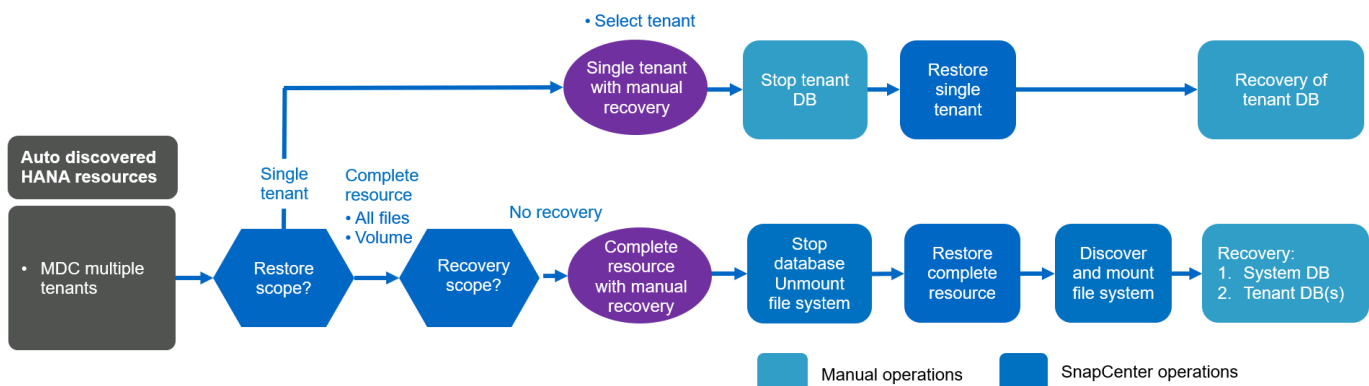 • Select tenant
Single tenant
with manual
recovery
Stop tenant
DB
Restore
single
tenant
Recovery of
tenant DB
Auto discovered
HANA resources
• MDC multiple
tenants
Single
tenant
Restore
scope?
Complete
resource
• All files
• Volume
Recovery
scope?
No recovery
Complete
resource
with manual
recovery
Stop
database
Unmount
file system
Restore
complete
resource
Discover
and mount
file system
Recovery:
1. System DB
2. Tenant DB(s)
Manual operations
SnapCenter operations